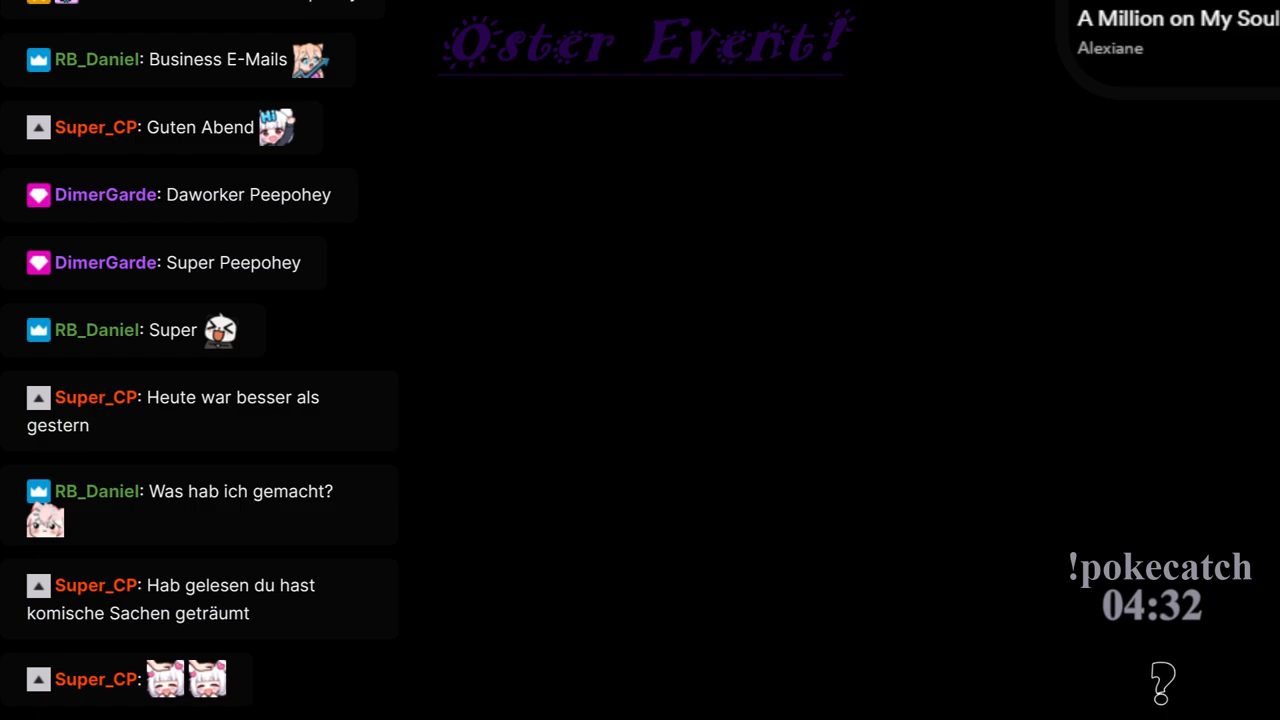 Oster Event!
A Million on My Soul
Alexiane
RB_Daniel: Business E-Mails
Super_CP: Guten Abend
DimerGarde: Daworker Peepohey
DimerGarde: Super Peepohey
RB_Daniel: Super
Super_CP: Heute war besser als
gestern
RB_Daniel: Was hab ich gemacht?
Super_CP: Hab gelesen du hast
komische Sachen geträumt
Super_CP:
!pokecatch
04:32
?